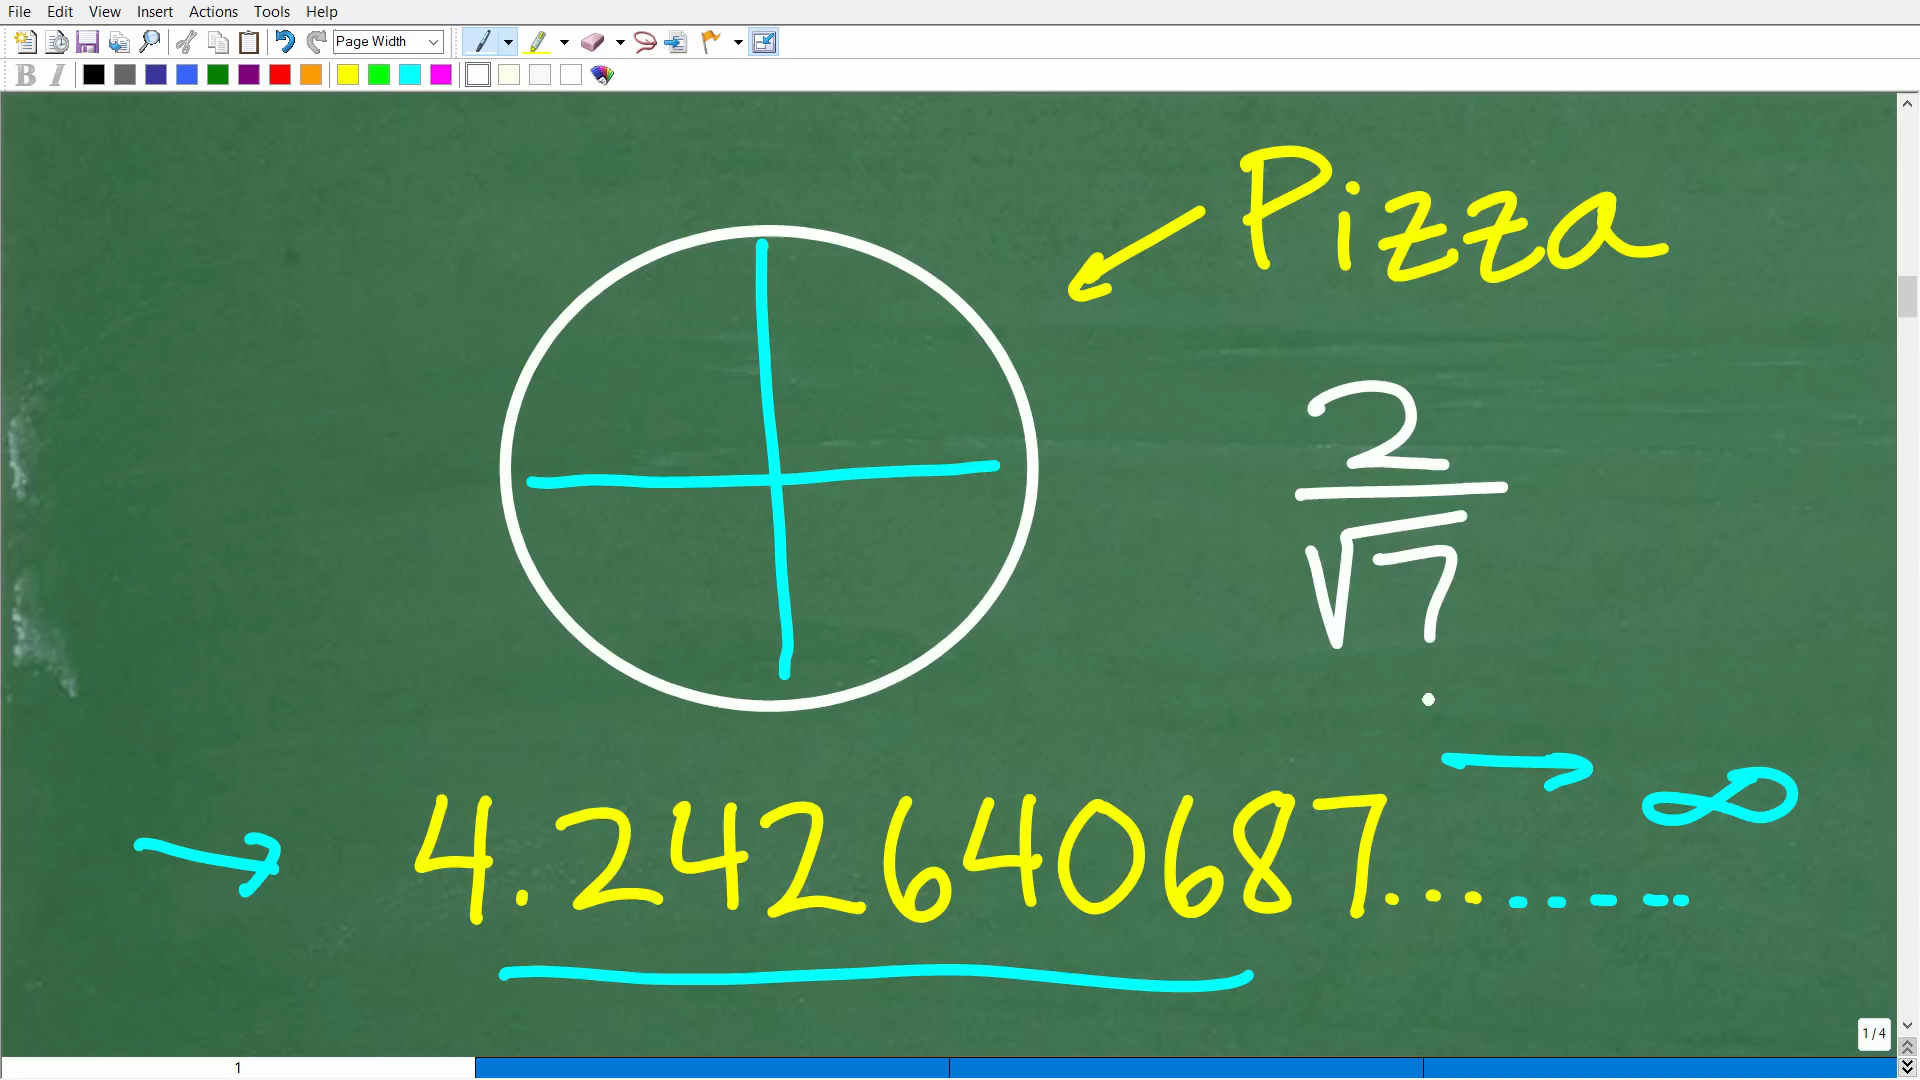 File Edit View Insert Actions Tools Help
Page Width
B I
Pizza
2
√7
→ ∞
→ 4.242640687...
1 / 4
1